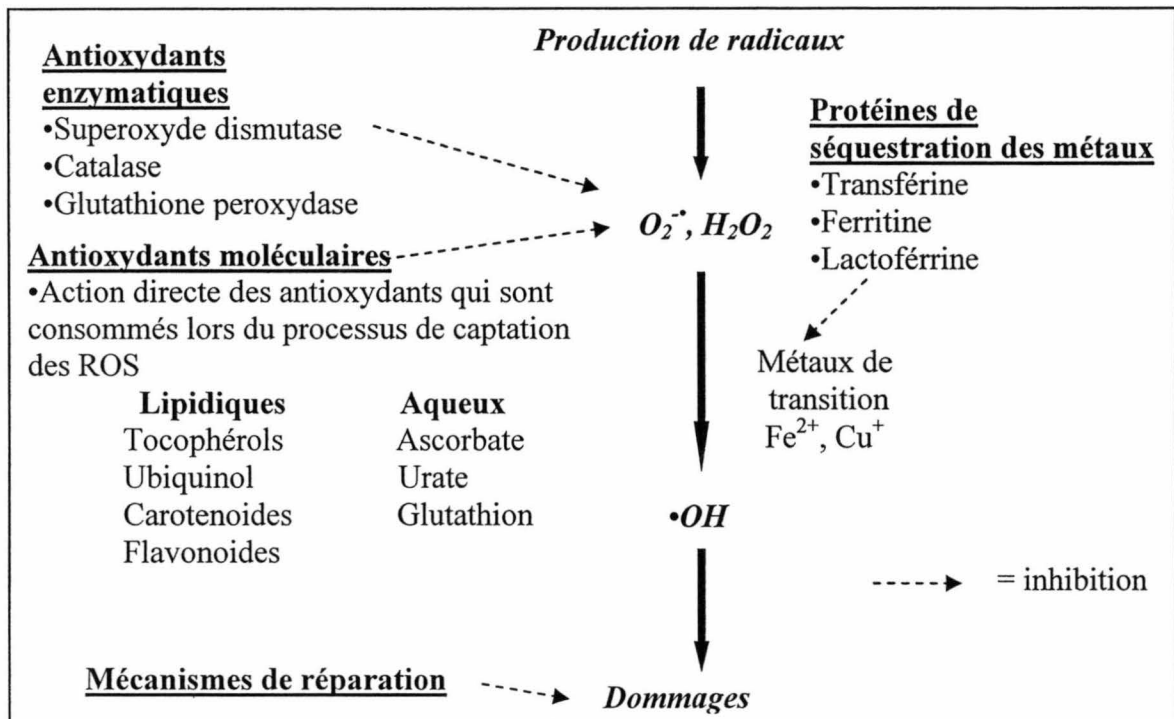 Production de radicaux
Antioxydants
enzymatiques
•Superoxyde dismutase
•Catalase
•Glutathione peroxydase
Protéines de
séquestration des métaux
•Transférine
•Ferritine
•Lactoférrine
O₂⁻•, H₂O₂
Antioxydants moléculaires
•Action directe des antioxydants qui sont
consommés lors du processus de captation
des ROS
Métaux de
transition
Fe²⁺, Cu⁺
Lipidiques
Tocophérols
Ubiquinol
Carotenoides
Flavonoides
Aqueux
Ascorbate
Urate
Glutathion
•OH
= inhibition
Mécanismes de réparation
Dommages